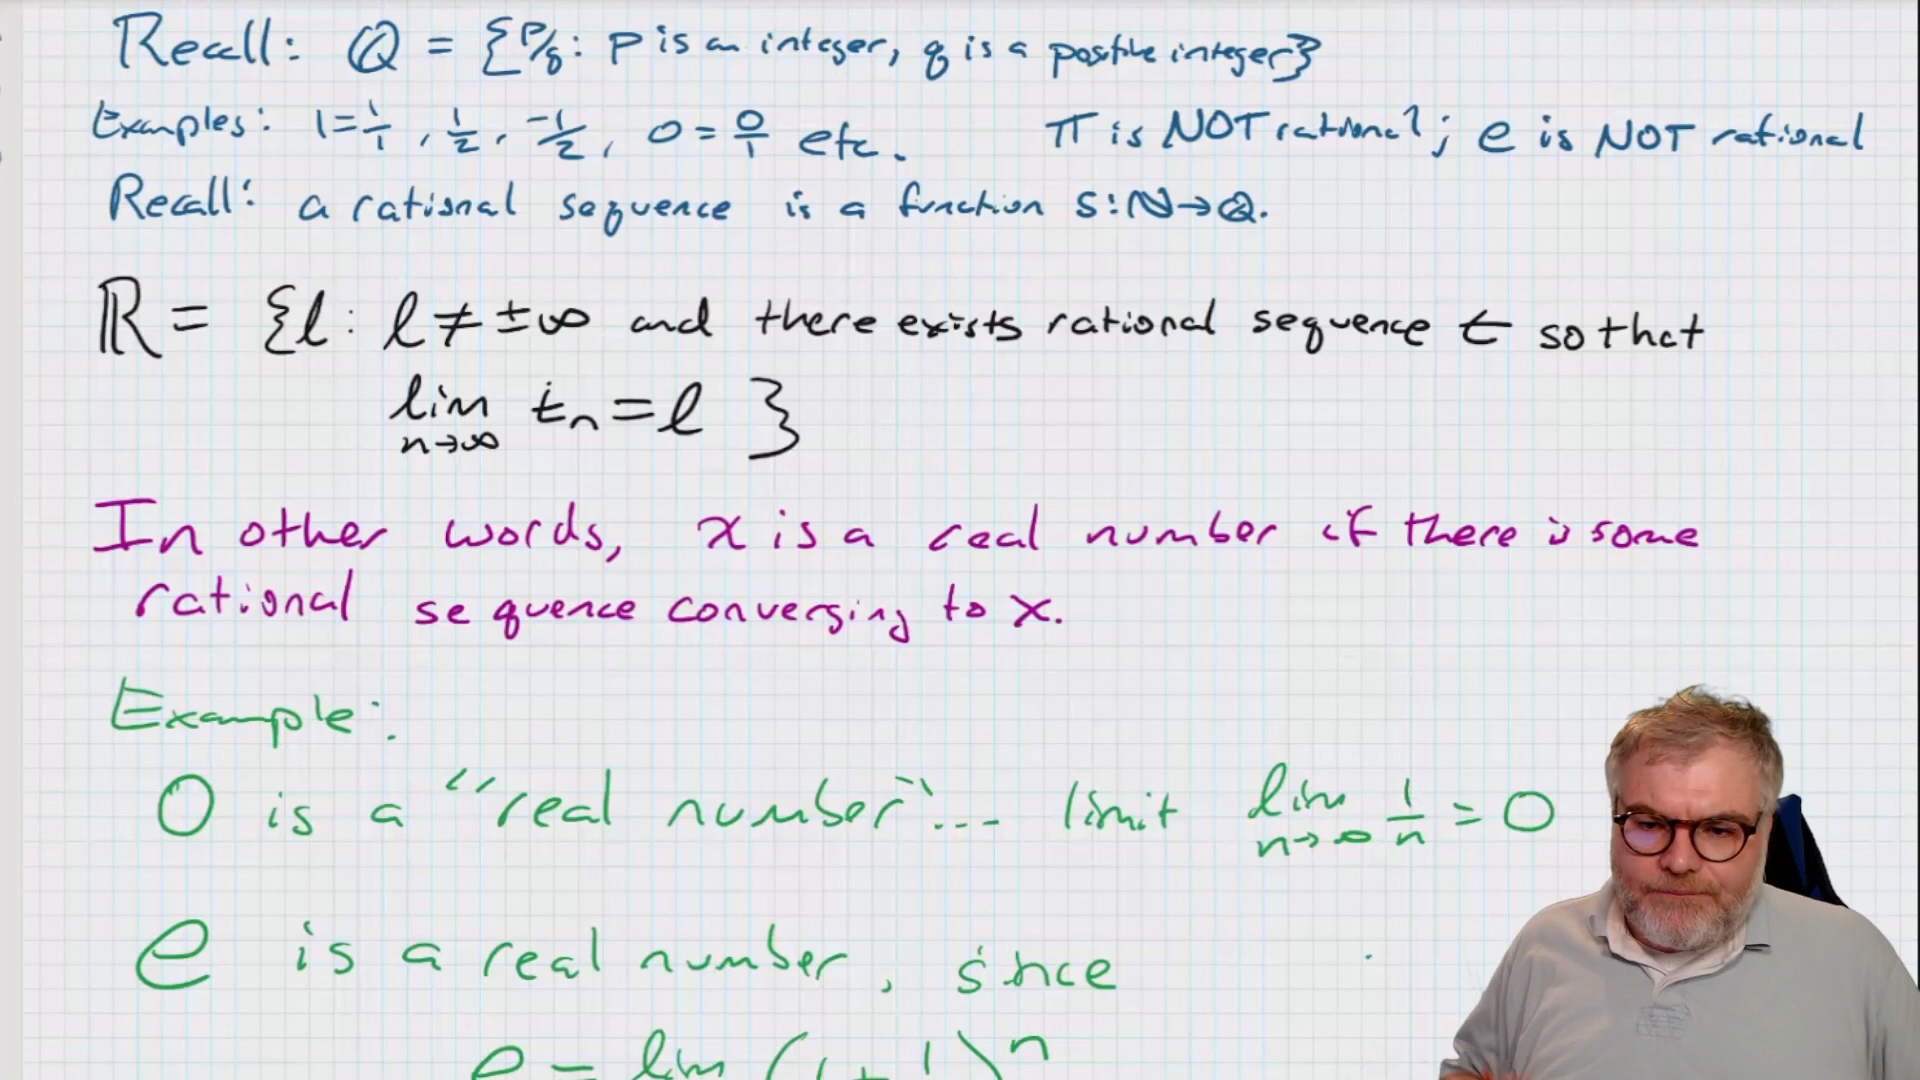 Recall: ℚ = {p/q: p is an integer, q is a positive integer}
Examples: 1=1/1, 1/2, -1/2, 0=0/1 etc. π is NOT rational; e is NOT rational
Recall: a rational sequence is a function s:ℕ→ℚ.
ℝ = {ℓ: ℓ≠±∞ and there exists rational sequence t so that
lim n→∞ tn=ℓ }
In other words, x is a real number if there is some
rational sequence converging to x.
Example:
0 is a "real number"... limit lim n→∞ 1/n = 0
e is a real number, since
e = lim (1+1)^n